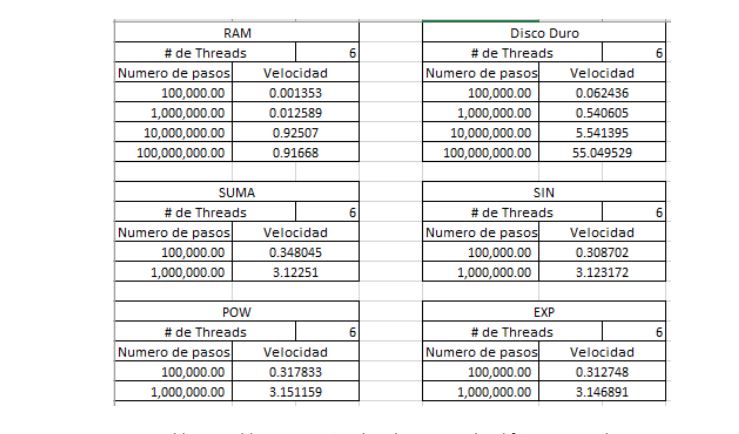 RAM
# de Threads 6
Numero de pasos Velocidad
100,000.00 0.001353
1,000,000.00 0.012589
10,000,000.00 0.92507
100,000,000.00 0.91668
Disco Duro
# de Threads 6
Numero de pasos Velocidad
100,000.00 0.062436
1,000,000.00 0.540605
10,000,000.00 5.541395
100,000,000.00 55.049529
SUMA
# de Threads 6
Numero de pasos Velocidad
100,000.00 0.348045
1,000,000.00 3.12251
SIN
# de Threads 6
Numero de pasos Velocidad
100,000.00 0.308702
1,000,000.00 3.123172
POW
# de Threads 6
Numero de pasos Velocidad
100,000.00 0.317833
1,000,000.00 3.151159
EXP
# de Threads 6
Numero de pasos Velocidad
100,000.00 0.312748
1,000,000.00 3.146891